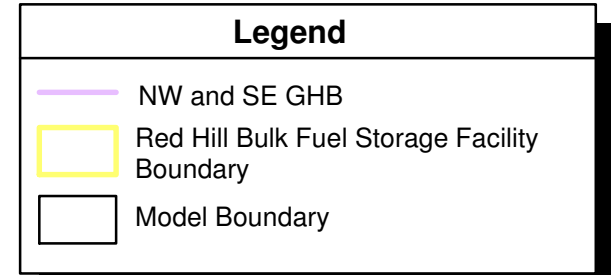 Legend
NW and SE GHB
Red Hill Bulk Fuel Storage Facility
Boundary
Model Boundary